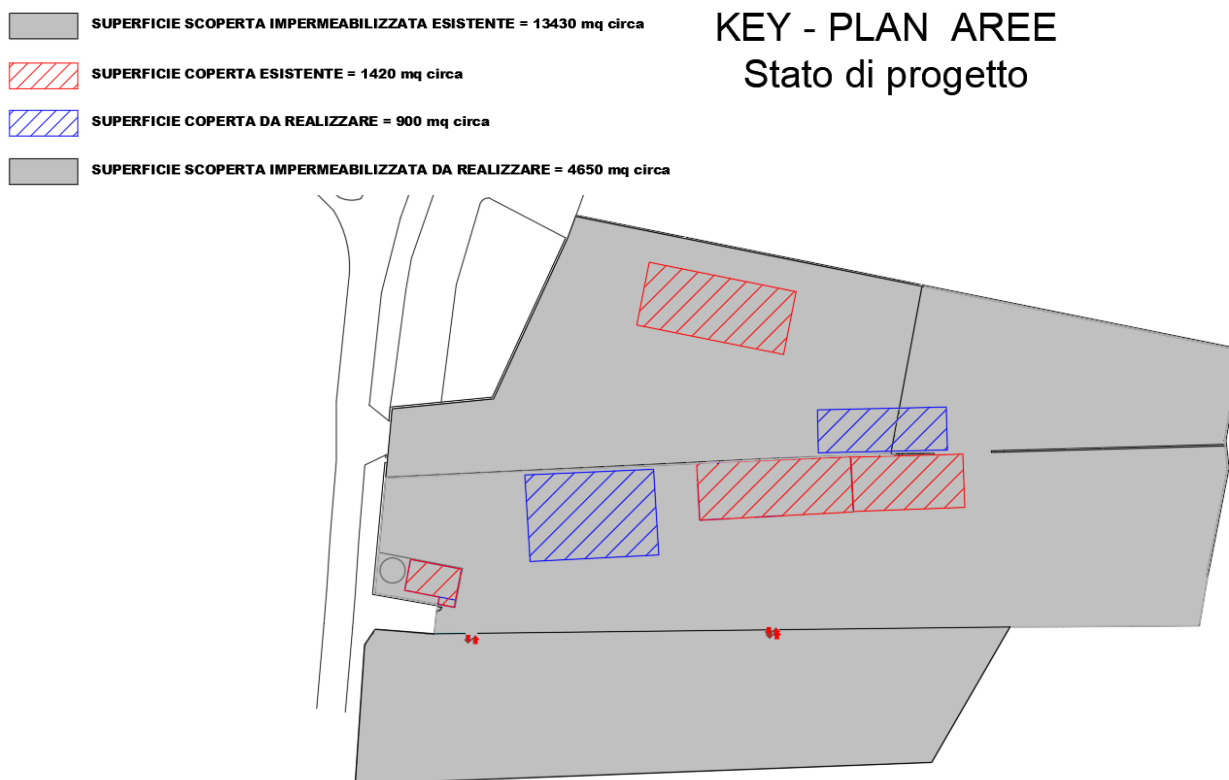 SUPERFICIE SCOPERTA IMPERMEABILIZZATA ESISTENTE = 13430 mq circa
SUPERFICIE COPERTA ESISTENTE = 1420 mq circa
SUPERFICIE COPERTA DA REALIZZARE = 900 mq circa
SUPERFICIE SCOPERTA IMPERMEABILIZZATA DA REALIZZARE = 4650 mq circa
KEY - PLAN AREE
Stato di progetto